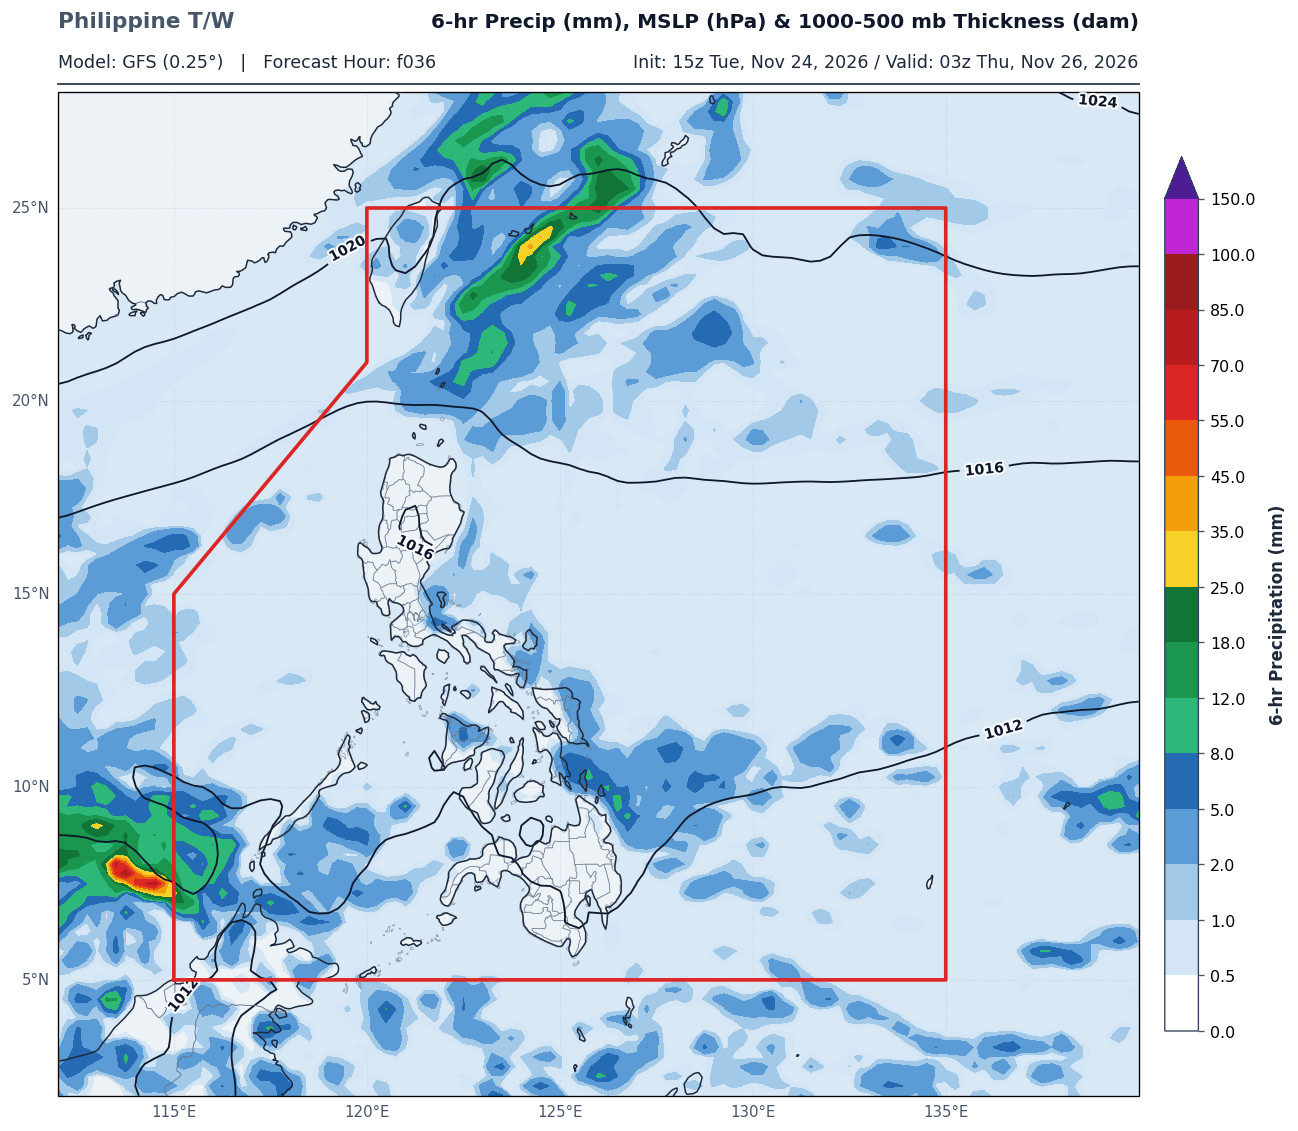 Philippine T/W
6-hr Precip (mm), MSLP (hPa) & 1000-500 mb Thickness (dam)
Model: GFS (0.25°) | Forecast Hour: f036
Init: 15z Tue, Nov 24, 2026 / Valid: 03z Thu, Nov 26, 2026
1024
1020
1016
1016
1012
1012
25°N
20°N
15°N
10°N
5°N
115°E
120°E
125°E
130°E
135°E
150.0
100.0
85.0
70.0
55.0
45.0
35.0
25.0
18.0
12.0
8.0
5.0
2.0
1.0
0.5
0.0
6-hr Precipitation (mm)